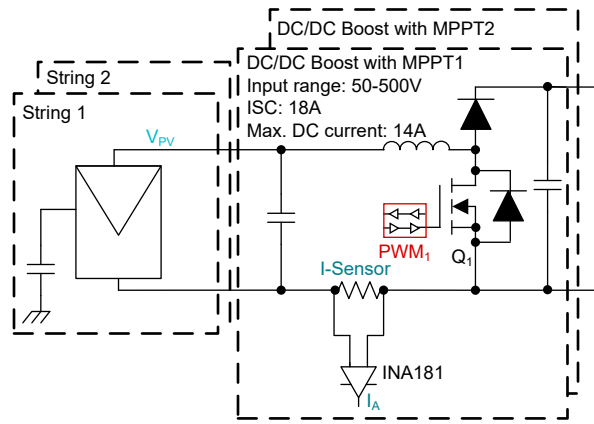 DC/DC Boost with MPPT2
DC/DC Boost with MPPT1
Input range: 50-500V
ISC: 18A
Max. DC current: 14A
String 2
String 1
VPV
PWM1
Q1
I-Sensor
INA181
IA